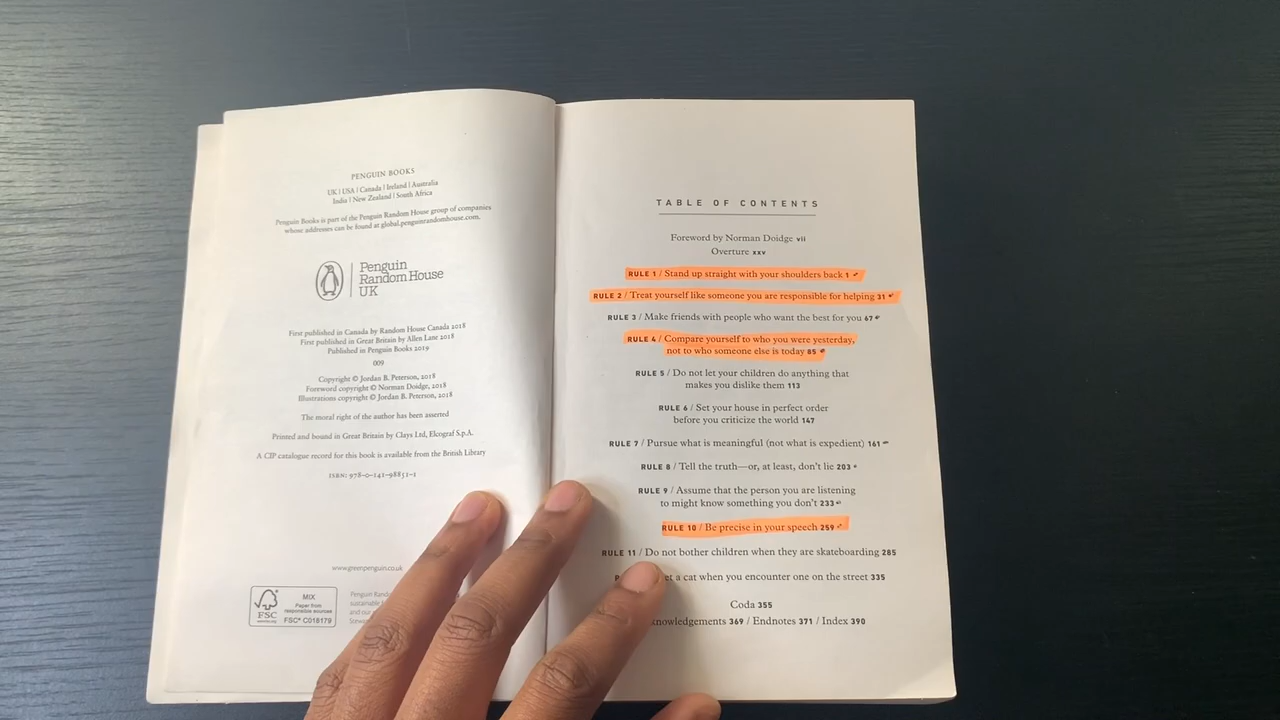 PENGUIN BOOKS
UK | USA | Canada | Ireland | Australia
India | New Zealand | South Africa
Penguin Books is part of the Penguin Random House group of companies
whose addresses can be found at global.penguinrandomhouse.com.
Penguin
Random House
UK
First published in Canada by Random House Canada 2018
First published in Great Britain by Allen Lane 2018
Published in Penguin Books 2019
009
Copyright © Jordan B. Peterson, 2018
Foreword copyright © Norman Doidge, 2018
Illustrations copyright © Jordan B. Peterson, 2018
The moral right of the author has been asserted
Printed and bound in Great Britain by Clays Ltd, Elcograf S.p.A.
A CIP catalogue record for this book is available from the British Library
ISBN: 978-0-141-98851-1
www.greenpenguin.co.uk
FSC
MIX
Paper from
responsible sources
FSC® C018179
Penguin
sustainable
and our
TABLE OF CONTENTS
Foreword by Norman Doidge vii
Overture xxv
RULE 1 / Stand up straight with your shoulders back 1
RULE 2 / Treat yourself like someone you are responsible for helping 31
RULE 3 / Make friends with people who want the best for you 67
RULE 4 / Compare yourself to who you were yesterday,
not to who someone else is today 85
RULE 5 / Do not let your children do anything that
makes you dislike them 113
RULE 6 / Set your house in perfect order
before you criticize the world 147
RULE 7 / Pursue what is meaningful (not what is expedient) 161
RULE 8 / Tell the truth—or, at least, don't lie 203
RULE 9 / Assume that the person you are listening
to might know something you don't 233
RULE 10 / Be precise in your speech 259
RULE 11 / Do not bother children when they are skateboarding 285
a cat when you encounter one on the street 335
Coda 355
369 / Endnotes 371 / Index 390